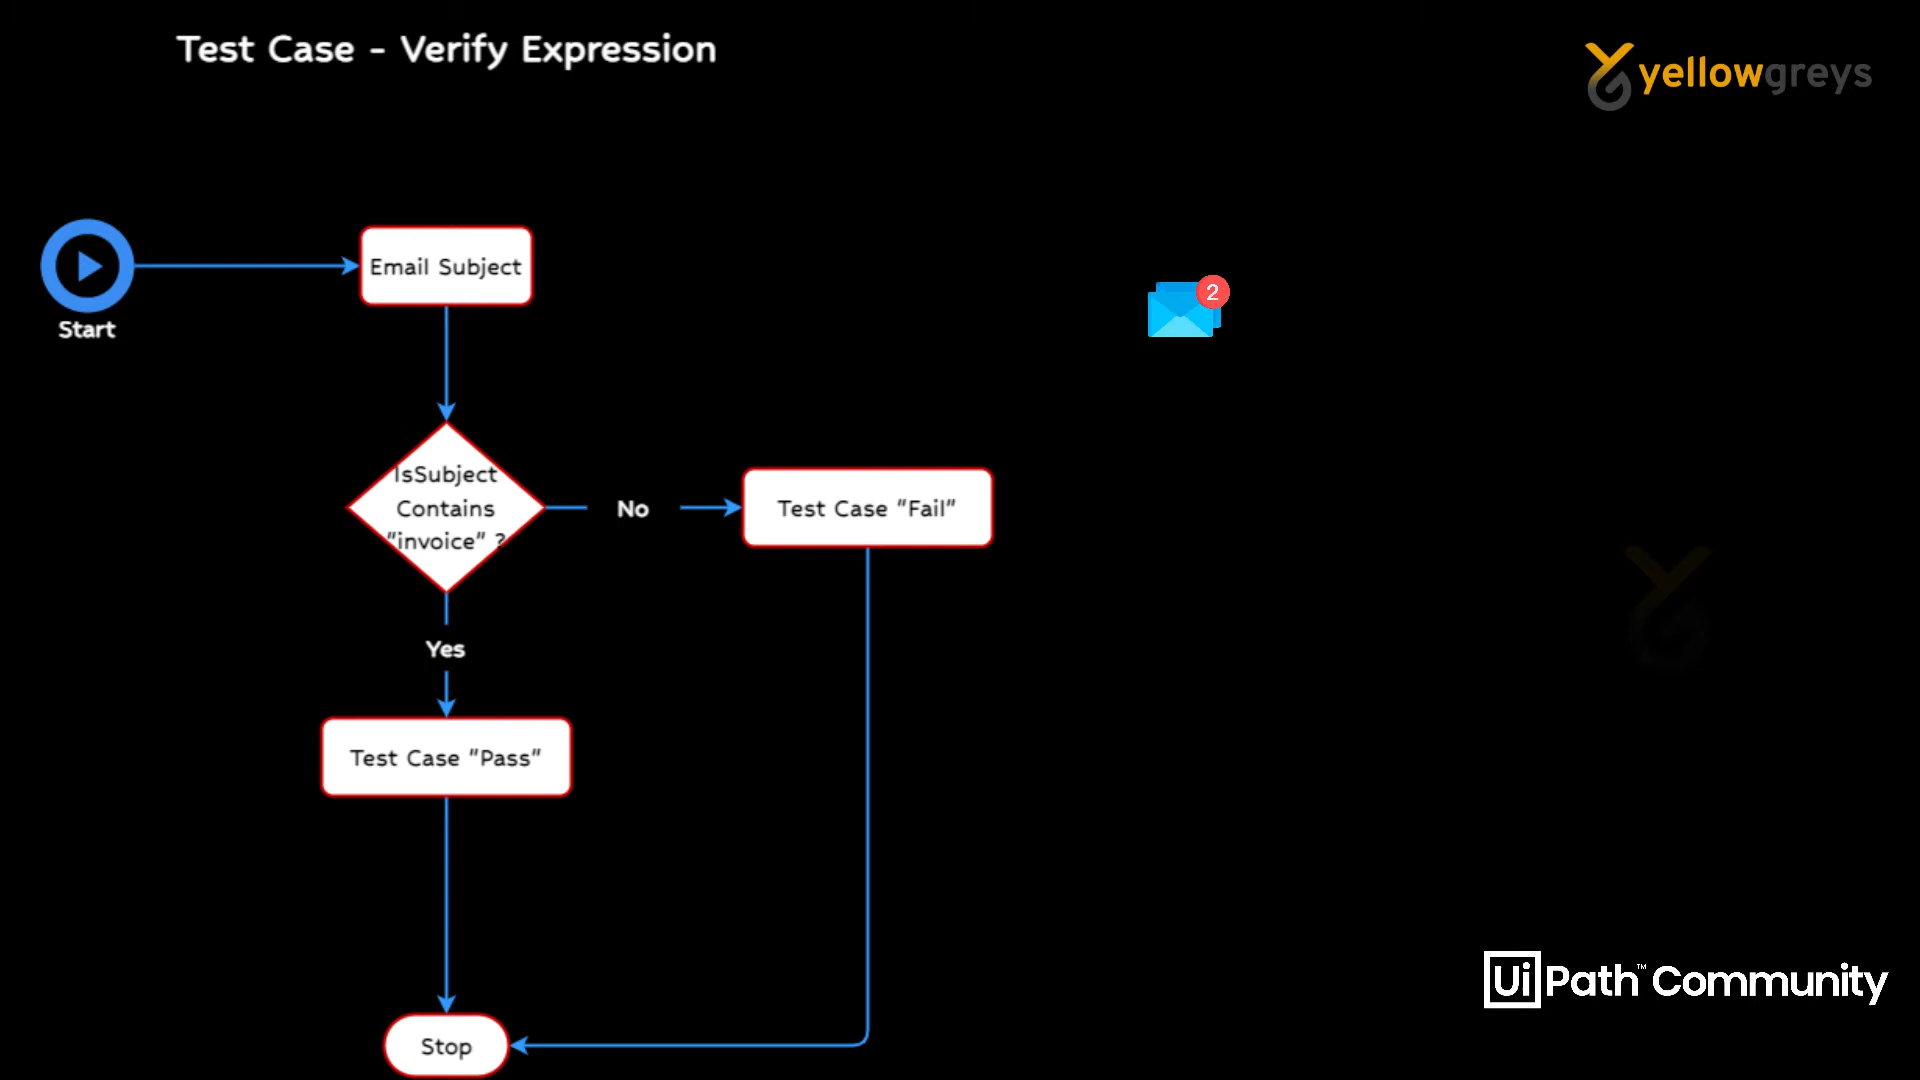 Test Case - Verify Expression
yellowgreys
Email Subject
2
Start
IsSubject
Contains
"invoice" ?
No
Test Case "Fail"
Yes
Test Case "Pass"
UiPath™ Community
Stop